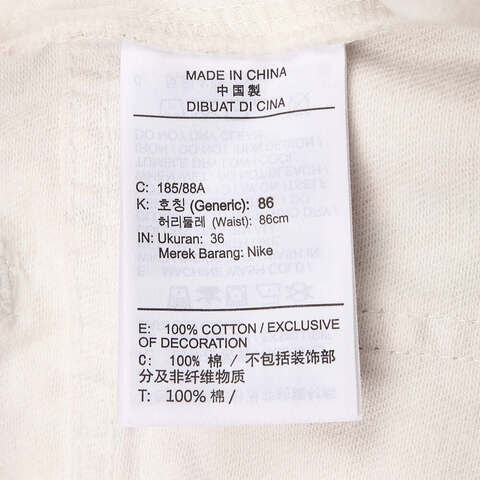 MADE IN CHINA
中国製
DIBUAT DI CINA
C: 185/88A
K: 호칭 (Generic): 86
허리둘레 (Waist): 86cm
IN: Ukuran: 36
Merek Barang: Nike
E: 100% COTTON / EXCLUSIVE
OF DECORATION
C: 100% 棉 / 不包括装饰部
分及非纤维物质
T: 100% 棉 /